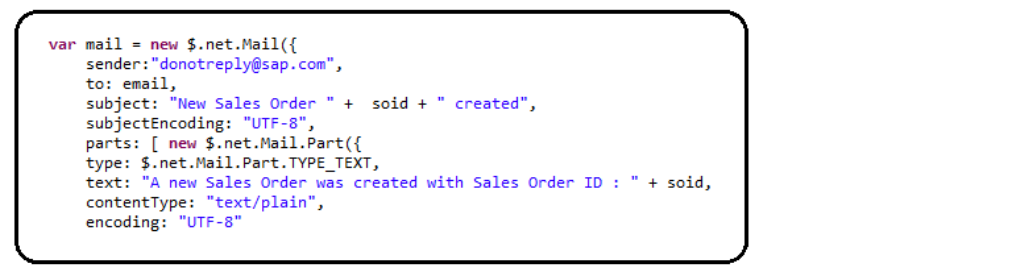 var mail = new $.net.Mail({
sender:"donotreply@sap.com",
to: email,
subject: "New Sales Order " +  soid + " created",
subjectEncoding: "UTF-8",
parts: [ new $.net.Mail.Part({
type: $.net.Mail.Part.TYPE_TEXT,
text: "A new Sales Order was created with Sales Order ID : " + soid,
contentType: "text/plain",
encoding: "UTF-8"